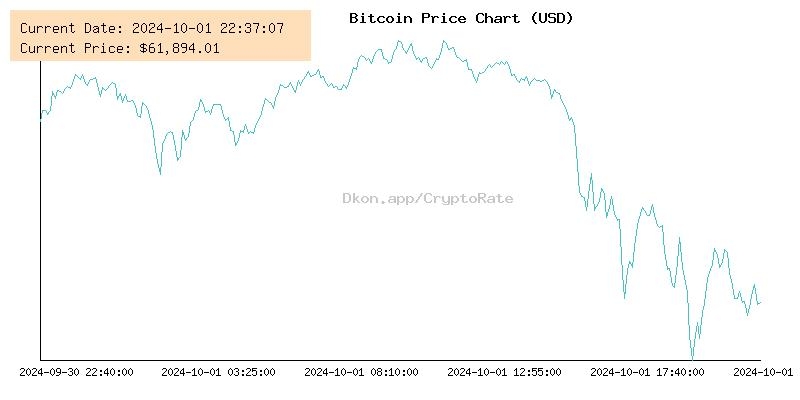 Bitcoin Price Chart (USD)
Current Date: 2024-10-01 22:37:07
Current Price: $61,894.01
Dkon.app/CryptoRate
2024-09-30 22:40:00 2024-10-01 03:25:00 2024-10-01 08:10:00 2024-10-01 12:55:00 2024-10-01 17:40:00 2024-10-01